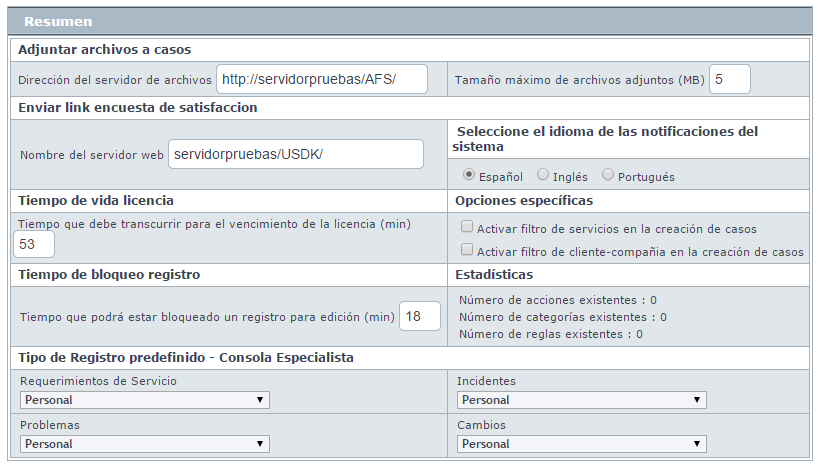 Resumen
Adjuntar archivos a casos
Dirección del servidor de archivos http://servidorpruebas/AFS/
Tamaño máximo de archivos adjuntos (MB) 5
Enviar link encuesta de satisfaccion
Nombre del servidor web servidorpruebas/USDK/
Seleccione el idioma de las notificaciones del
sistema
Español Inglés Portugués
Tiempo de vida licencia
Tiempo que debe transcurrir para el vencimiento de la licencia (min)
53
Opciones específicas
Activar filtro de servicios en la creación de casos
Activar filtro de cliente-compañia en la creación de casos
Tiempo de bloqueo registro
Tiempo que podrá estar bloqueado un registro para edición (min) 18
Estadísticas
Número de acciones existentes : 0
Número de categorías existentes : 0
Número de reglas existentes : 0
Tipo de Registro predefinido - Consola Especialista
Requerimientos de Servicio
Personal
Incidentes
Personal
Problemas
Personal
Cambios
Personal